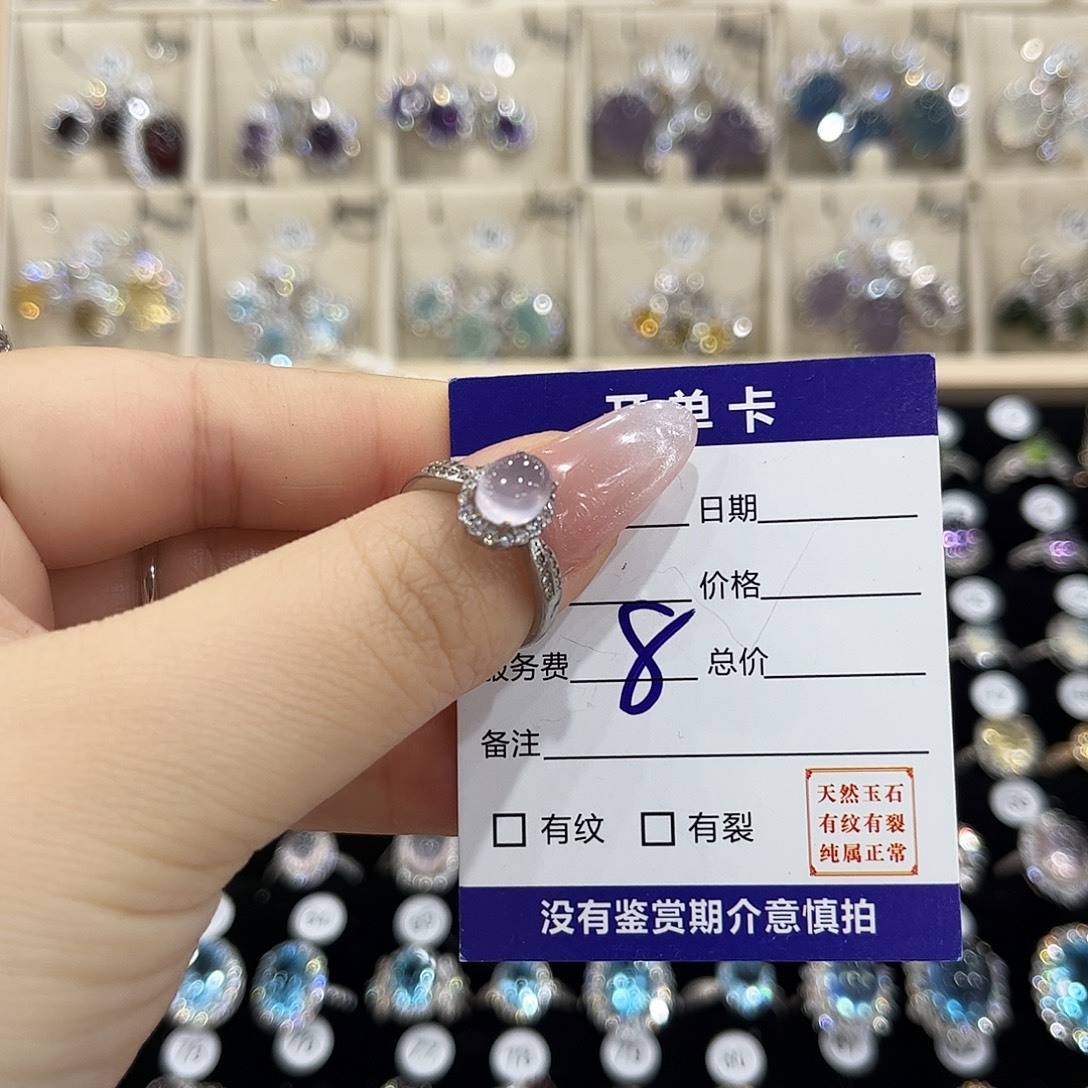 单卡
日期
价格
服务费 8 总价
备注
有纹 有裂
天然玉石
有纹有裂
纯属正常
没有鉴赏期介意慎拍